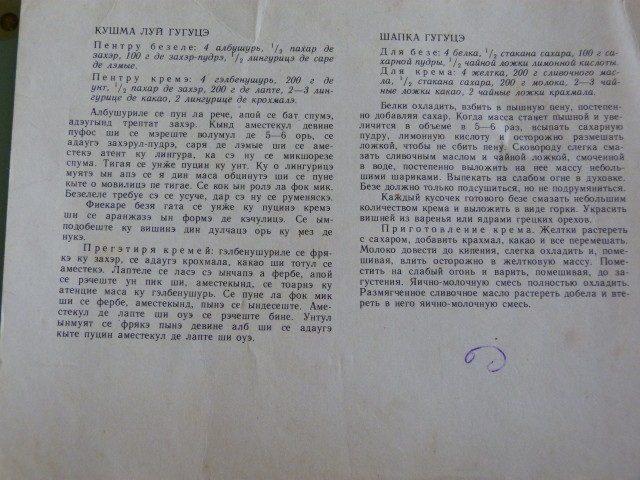 КУШМА ЛУЙ ГУГУЦЭ
Пентру безеле: 4 албушурь, 1/2 пахар де
захэр, 100 г де захэр-пудрэ, 1/2 лингурицэ де саре
де лэмые.
Пентру кремэ: 4 гэлбенушурь, 200 г де
унт, 1/2 пахар де захэр, 200 г де лапте, 2—3 лин-
гурице де какао, 2 лингурице де крохмалэ.
Албушуриле се пун ла рече, апой се бат спумэ,
адэугынд трептат захэр. Кынд аместекул девине
пуфос ши се мэреште волумул де 5—6 орь, се
адаугэ захэрул-пудрэ, саря де лэмые ши се аме-
стекэ атент ку лингура, ка сэ ну се микшорезе
спума. Тигая се унже пуцин ку унт. Ку о лингурицэ
муятэ ын апэ се я дин маса обцинутэ ши се пуне
кыте о мовилицэ пе тигае. Се кок ын ролэ ла фок мик.
Безелеле требуе сэ се усуче, дар сэ ну се руменяскэ.
Фиекаре безя гата се унже ку пуцинэ кремэ
ши се аранжазэ ын формэ де кэчулицэ. Се ым-
подобеште ку вишинэ дин дулчацэ орь ку мез де
нукэ.
Прегэтиря кремей: гэлбенушуриле се фря-
кэ ку захэр, се адаугэ крохмала, какао ши тотул се
аместекэ. Лаптеле се ласэ сэ ынчапэ а фербе, апой
се рэчеште ун пик ши, аместекынд, се тоарнэ ку
атенцие маса ку гэлбенушурь. Се пуне ла фок мик
ши се фербе, аместекынд, пынэ се ындесеште. Аме-
стекул де лапте ши оуэ се рэчеште бине. Унтул
ынмуят се фрякэ пынэ девине алб ши се адаугэ
кыте пуцин аместекул де лапте ши оуэ.
ШАПКА ГУГУЦЭ
Для безе: 4 белка, 1/2 стакана сахара, 100 г са-
харной пудры, 1/2 чайной ложки лимонной кислоты.
Для крема: 4 желтка, 200 г сливочного мас-
ла, 1/2 стакана сахара, 200 г молока, 2—3 чай-
ные ложки какао, 2 чайные ложки крахмала.
Белки охладить, взбить в пышную пену, постепен-
но добавляя сахар. Когда масса станет пышной и уве-
личится в объеме в 5—6 раз, всыпать сахарную
пудру, лимонную кислоту и осторожно размешать
ложкой, чтобы не сбить пену. Сковороду слегка сма-
зать сливочным маслом и чайной ложкой, смоченной
в воде, постепенно выложить на нее массу неболь-
шими шариками. Выпекать на слабом огне в духовке.
Безе должно только подсушиться, но не подрумяниться.
Каждый кусочек готового безе смазать небольшим
количеством крема и выложить в виде горки. Украсить
вишней из варенья или ядрами грецких орехов.
Приготовление крема. Желтки растереть
с сахаром, добавить крахмал, какао и все перемешать.
Молоко довести до кипения, слегка охладить и, поме-
шивая, влить осторожно в желтковую массу. Поме-
стить на слабый огонь и варить, помешивая, до за-
густения. Яично-молочную смесь полностью охладить.
Размягченное сливочное масло растереть добела и вте-
реть в него яично-молочную смесь.